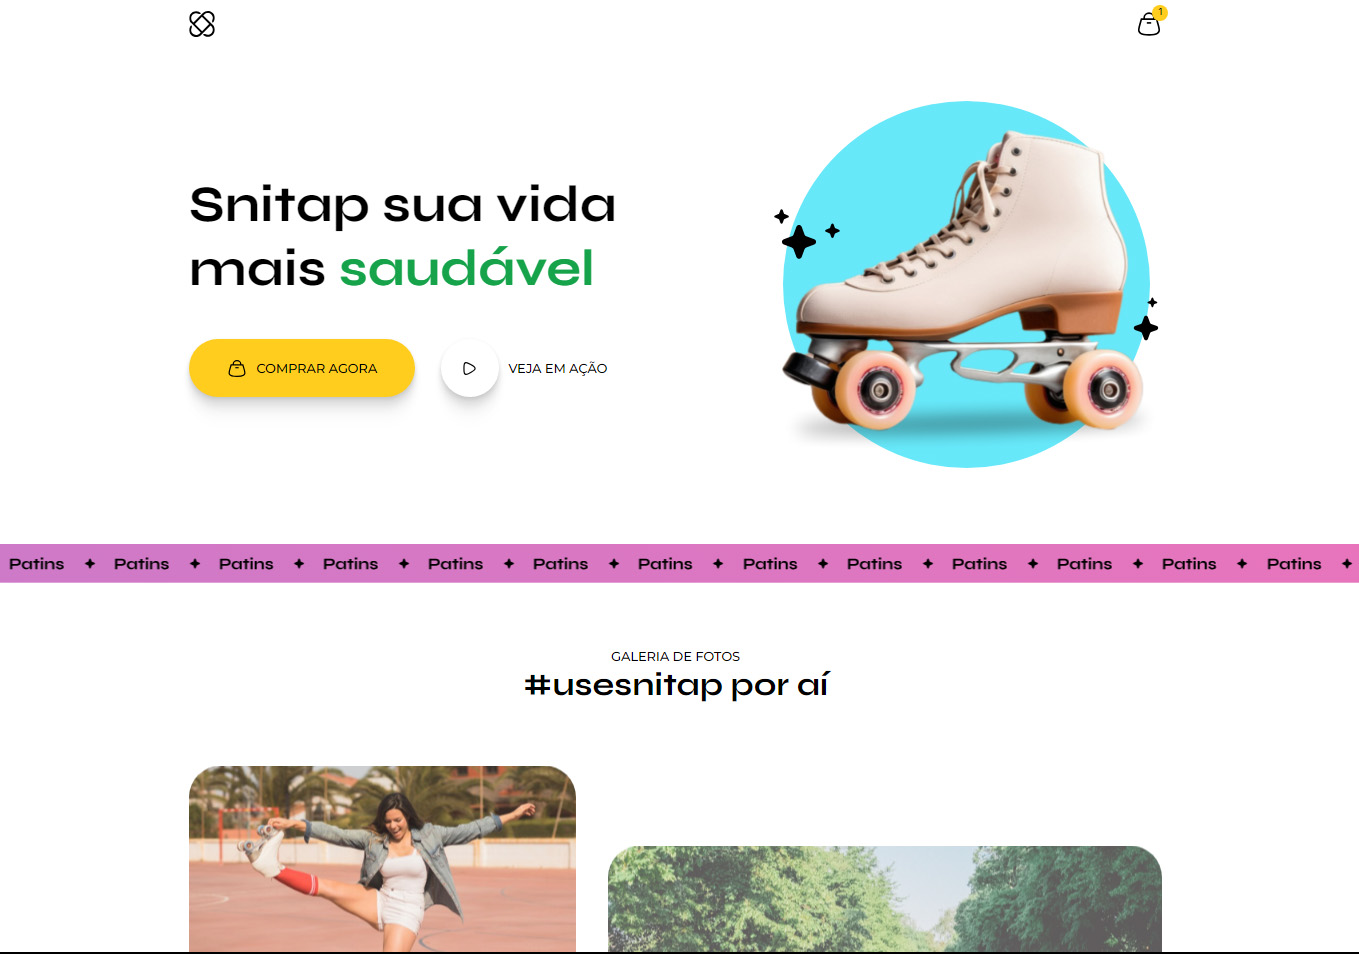 1
Snitap sua vida
mais saudável
COMPRAR AGORA
VEJA EM AÇÃO
Patins Patins Patins Patins Patins Patins Patins Patins Patins Patins Patins Patins Patins
GALERIA DE FOTOS
#usesnitap por aí